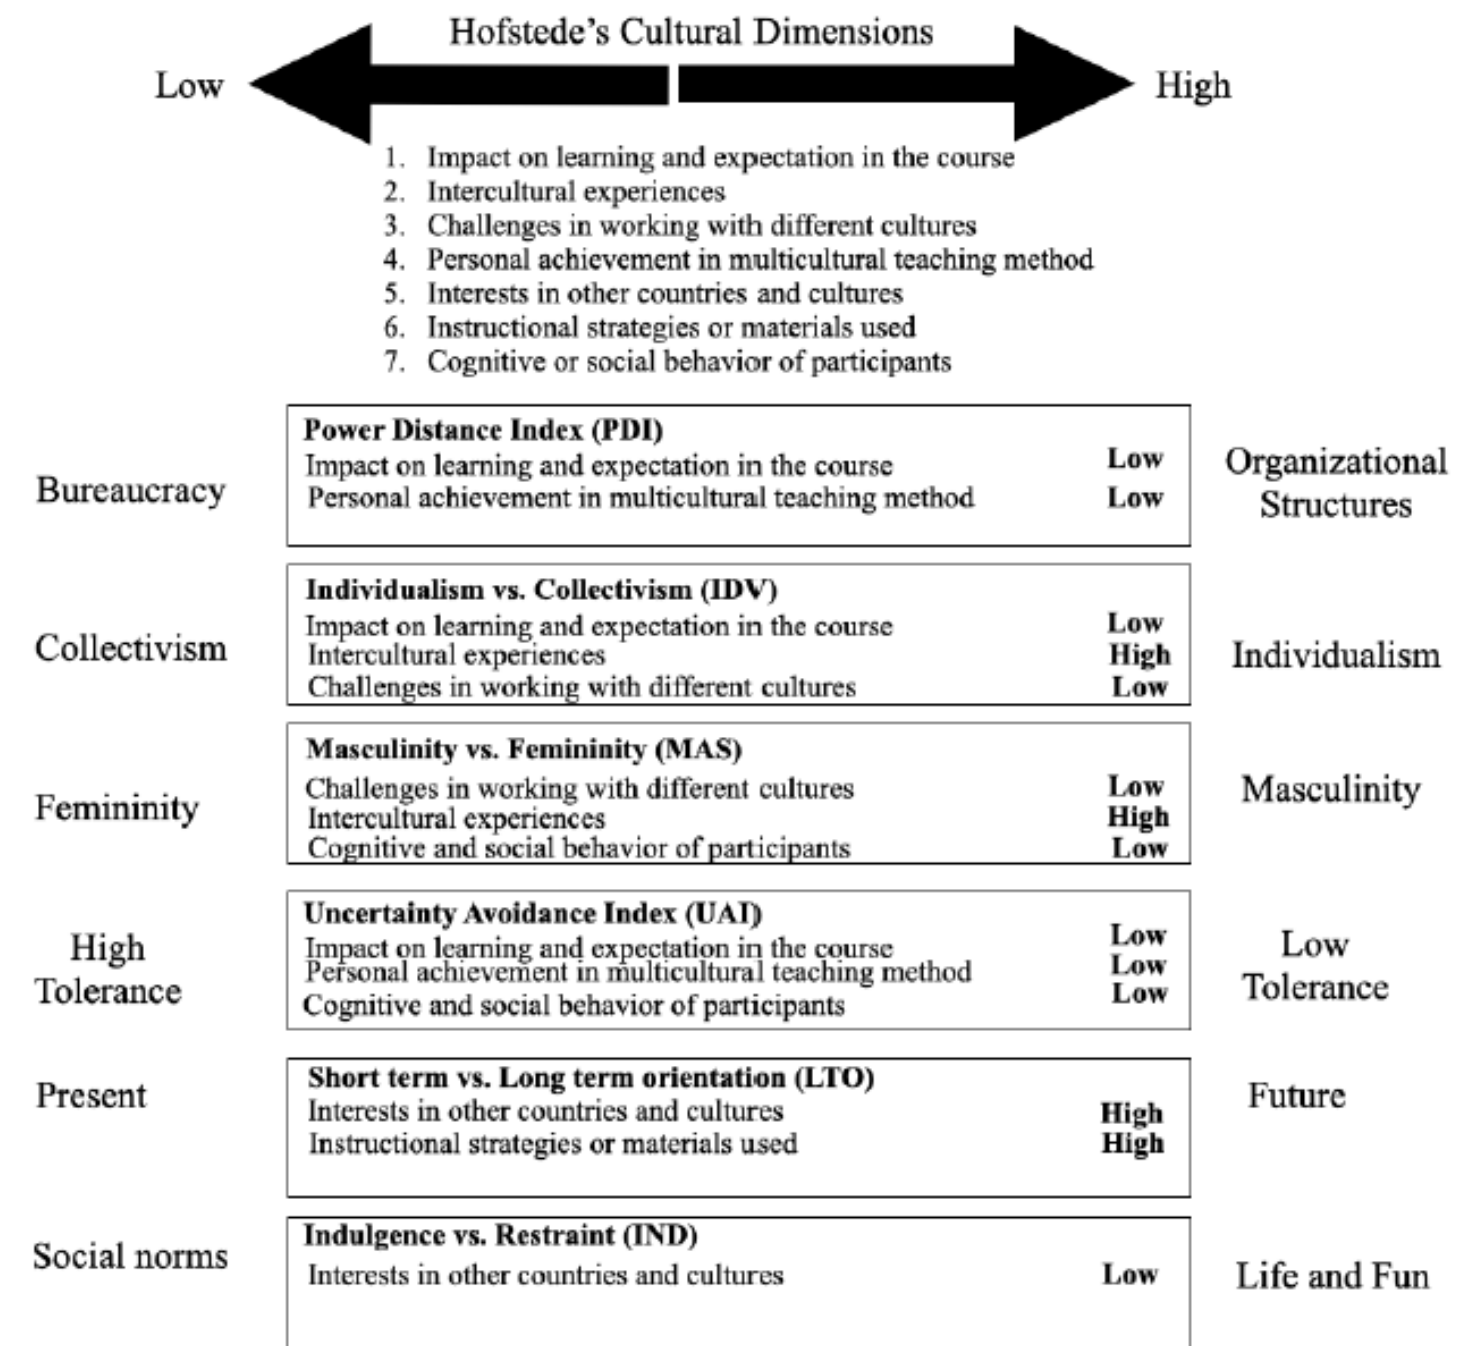 Hofstede's Cultural Dimensions
Low
High
1. Impact on learning and expectation in the course
2. Intercultural experiences
3. Challenges in working with different cultures
4. Personal achievement in multicultural teaching method
5. Interests in other countries and cultures
6. Instructional strategies or materials used
7. Cognitive or social behavior of participants
Bureaucracy
Power Distance Index (PDI)
Impact on learning and expectation in the course Low
Personal achievement in multicultural teaching method Low
Organizational
Structures
Collectivism
Individualism vs. Collectivism (IDV)
Impact on learning and expectation in the course Low
Intercultural experiences High
Challenges in working with different cultures Low
Individualism
Femininity
Masculinity vs. Femininity (MAS)
Challenges in working with different cultures Low
Intercultural experiences High
Cognitive and social behavior of participants Low
Masculinity
High
Tolerance
Uncertainty Avoidance Index (UAI)
Impact on learning and expectation in the course Low
Personal achievement in multicultural teaching method Low
Cognitive and social behavior of participants Low
Low
Tolerance
Present
Short term vs. Long term orientation (LTO)
Interests in other countries and cultures High
Instructional strategies or materials used High
Future
Social norms
Indulgence vs. Restraint (IND)
Interests in other countries and cultures Low
Life and Fun